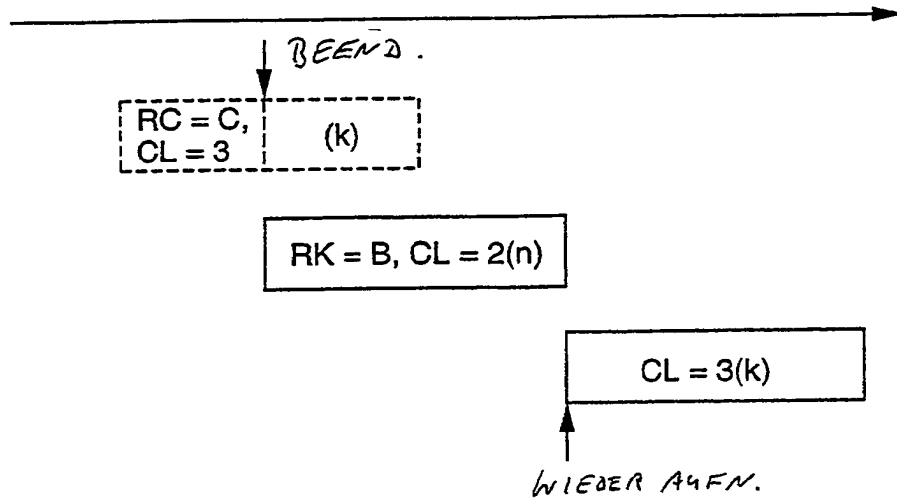 BEEND.
RC = C,
CL = 3
(k)
RK = B, CL = 2(n)
CL = 3(k)
WIEDER AUFN.